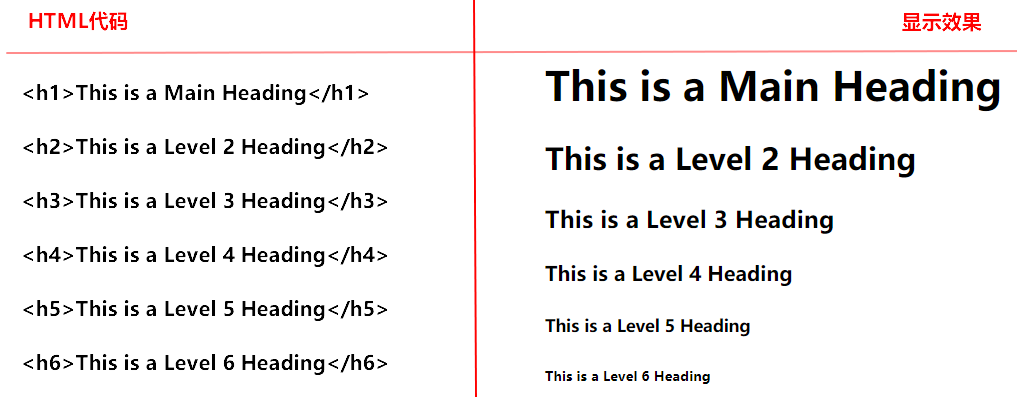 HTML代码
显示效果
<h1>This is a Main Heading</h1>
<h2>This is a Level 2 Heading</h2>
<h3>This is a Level 3 Heading</h3>
<h4>This is a Level 4 Heading</h4>
<h5>This is a Level 5 Heading</h5>
<h6>This is a Level 6 Heading</h6>
This is a Main Heading
This is a Level 2 Heading
This is a Level 3 Heading
This is a Level 4 Heading
This is a Level 5 Heading
This is a Level 6 Heading